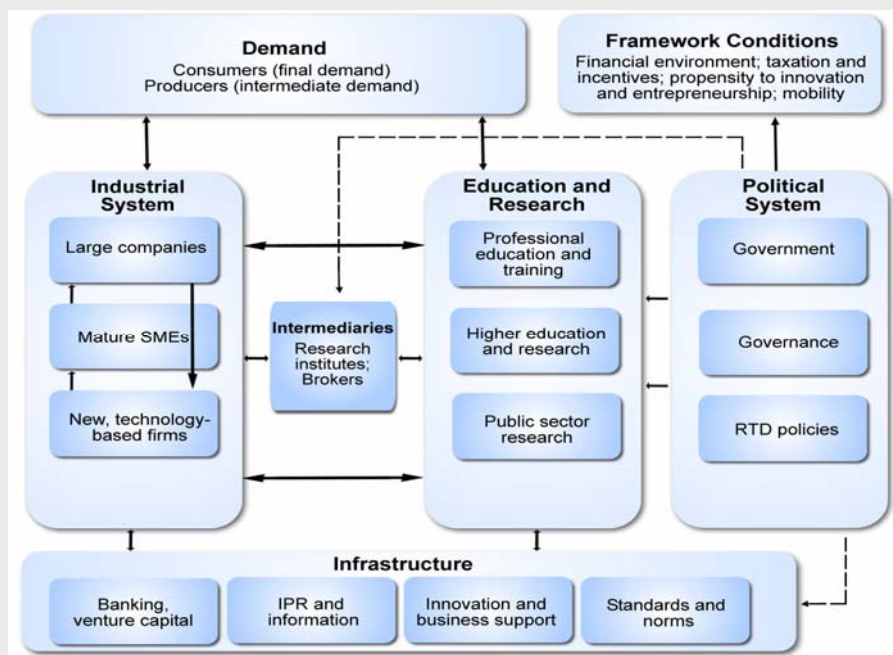 Demand
Consumers (final demand)
Producers (intermediate demand)
Framework Conditions
Financial environment; taxation and
incentives; propensity to innovation
and entrepreneurship; mobility
Industrial
System
Large companies
Mature SMEs
New, technology-
based firms
Intermediaries
Research
institutes;
Brokers
Education and
Research
Professional
education and
training
Higher education
and research
Public sector
research
Political
System
Government
Governance
RTD policies
Infrastructure
Banking,
venture capital
IPR and
information
Innovation and
business support
Standards and
norms